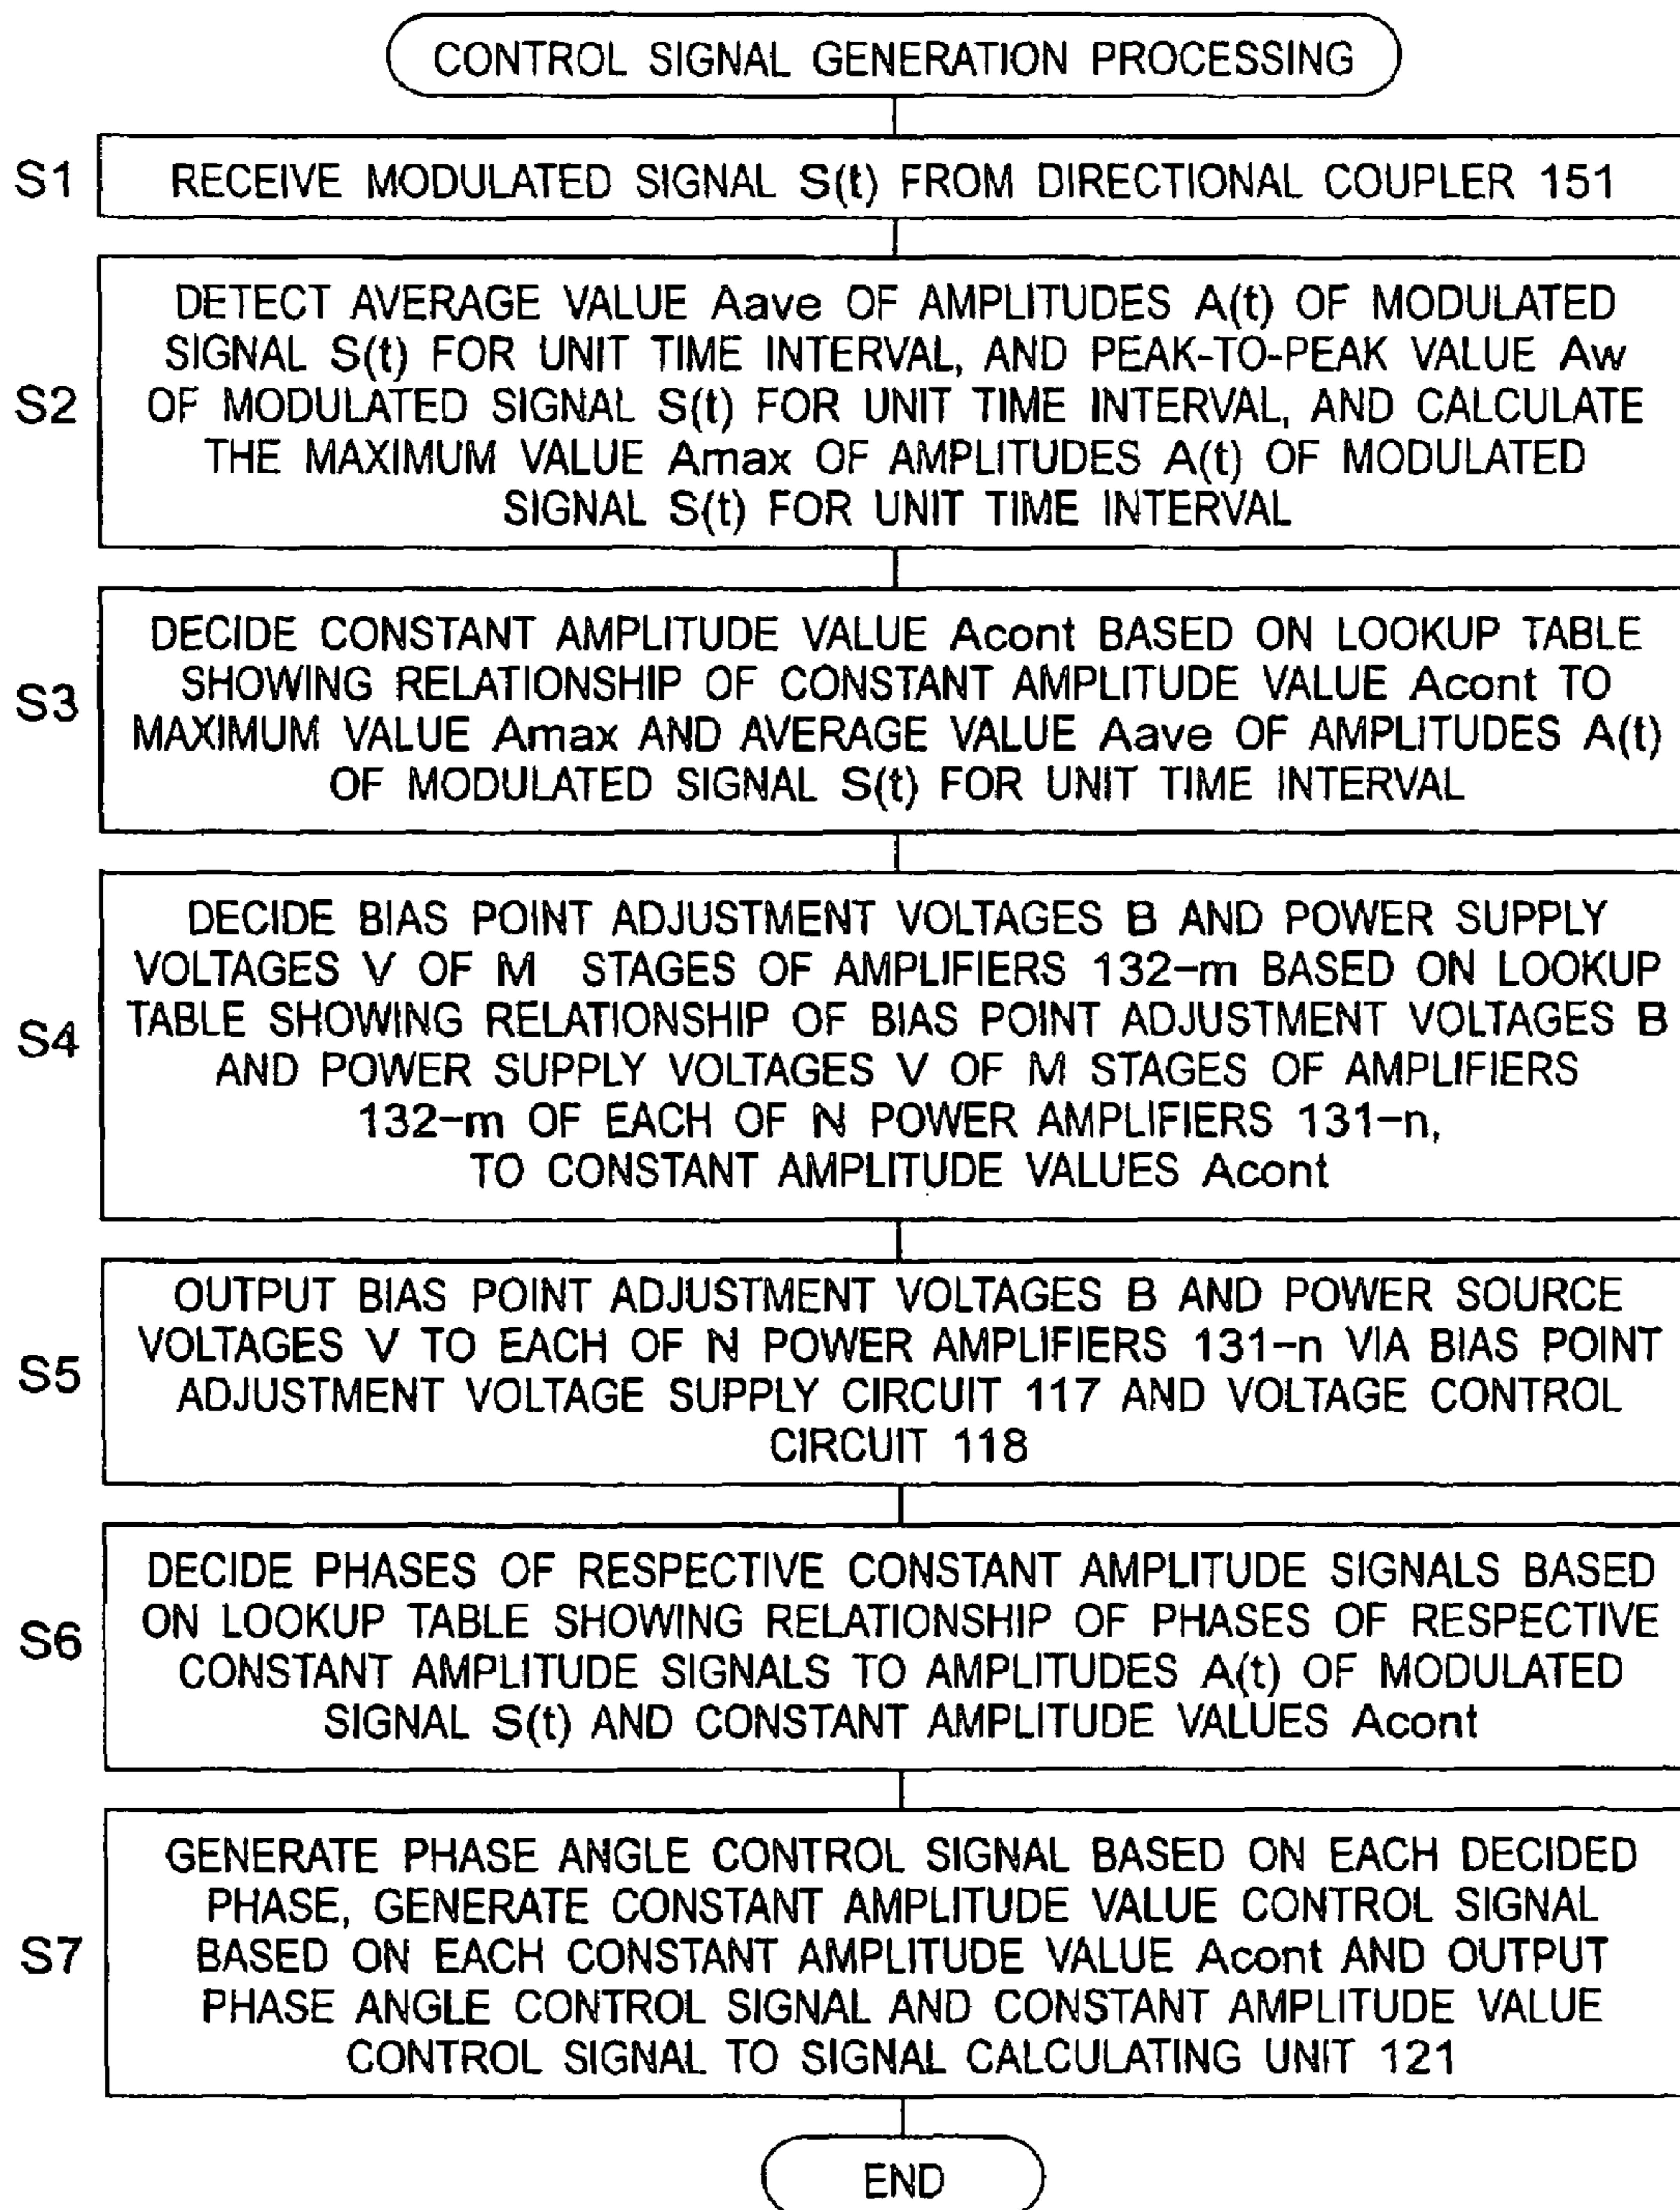 CONTROL SIGNAL GENERATION PROCESSING
S1
RECEIVE MODULATED SIGNAL S(t) FROM DIRECTIONAL COUPLER 151
S2
DETECT AVERAGE VALUE Aave OF AMPLITUDES A(t) OF MODULATED
SIGNAL S(t) FOR UNIT TIME INTERVAL, AND PEAK-TO-PEAK VALUE Aw
OF MODULATED SIGNAL S(t) FOR UNIT TIME INTERVAL, AND CALCULATE
THE MAXIMUM VALUE Amax OF AMPLITUDES A(t) OF MODULATED
SIGNAL S(t) FOR UNIT TIME INTERVAL
S3
DECIDE CONSTANT AMPLITUDE VALUE Acont BASED ON LOOKUP TABLE
SHOWING RELATIONSHIP OF CONSTANT AMPLITUDE VALUE Acont TO
MAXIMUM VALUE Amax AND AVERAGE VALUE Aave OF AMPLITUDES A(t)
OF MODULATED SIGNAL S(t) FOR UNIT TIME INTERVAL
S4
DECIDE BIAS POINT ADJUSTMENT VOLTAGES B AND POWER SUPPLY
VOLTAGES V OF M STAGES OF AMPLIFIERS 132-m BASED ON LOOKUP
TABLE SHOWING RELATIONSHIP OF BIAS POINT ADJUSTMENT VOLTAGES B
AND POWER SUPPLY VOLTAGES V OF M STAGES OF AMPLIFIERS
132-m OF EACH OF N POWER AMPLIFIERS 131-n,
TO CONSTANT AMPLITUDE VALUES Acont
S5
OUTPUT BIAS POINT ADJUSTMENT VOLTAGES B AND POWER SOURCE
VOLTAGES V TO EACH OF N POWER AMPLIFIERS 131-n VIA BIAS POINT
ADJUSTMENT VOLTAGE SUPPLY CIRCUIT 117 AND VOLTAGE CONTROL
CIRCUIT 118
S6
DECIDE PHASES OF RESPECTIVE CONSTANT AMPLITUDE SIGNALS BASED
ON LOOKUP TABLE SHOWING RELATIONSHIP OF PHASES OF RESPECTIVE
CONSTANT AMPLITUDE SIGNALS TO AMPLITUDES A(t) OF MODULATED
SIGNAL S(t) AND CONSTANT AMPLITUDE VALUES Acont
S7
GENERATE PHASE ANGLE CONTROL SIGNAL BASED ON EACH DECIDED
PHASE, GENERATE CONSTANT AMPLITUDE VALUE CONTROL SIGNAL
BASED ON EACH CONSTANT AMPLITUDE VALUE Acont AND OUTPUT
PHASE ANGLE CONTROL SIGNAL AND CONSTANT AMPLITUDE VALUE
CONTROL SIGNAL TO SIGNAL CALCULATING UNIT 121
END